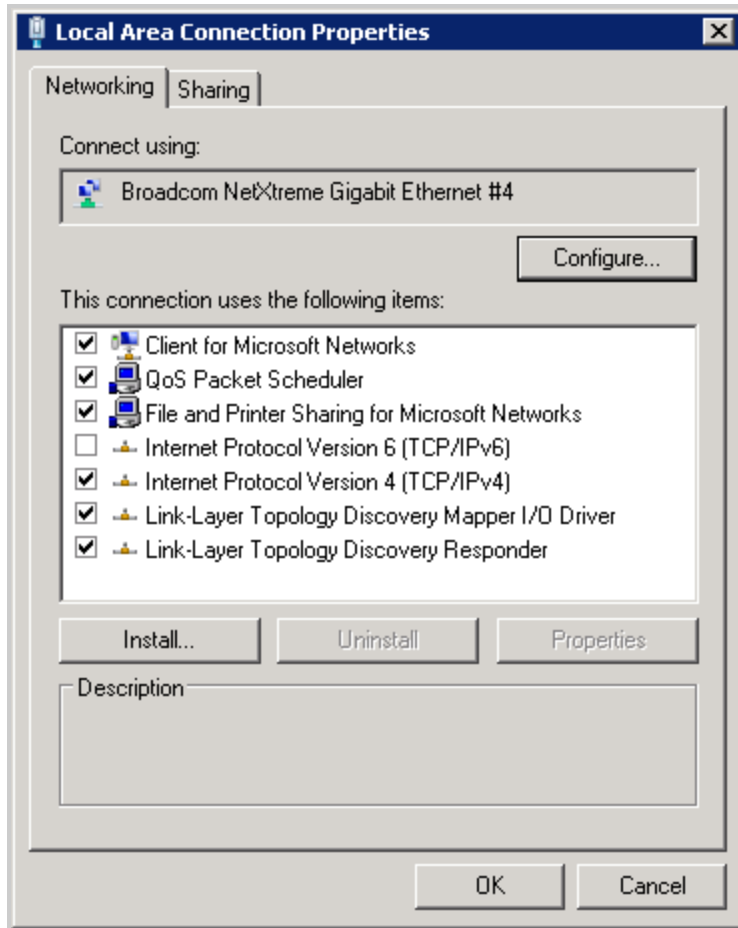 Local Area Connection Properties
Networking
Sharing
Connect using:
Broadcom NetXtreme Gigabit Ethernet #4
Configure...
This connection uses the following items:
Client for Microsoft Networks
QoS Packet Scheduler
File and Printer Sharing for Microsoft Networks
Internet Protocol Version 6 (TCP/IPv6)
Internet Protocol Version 4 (TCP/IPv4)
Link-Layer Topology Discovery Mapper I/O Driver
Link-Layer Topology Discovery Responder
Install...
Uninstall
Properties
Description
OK
Cancel